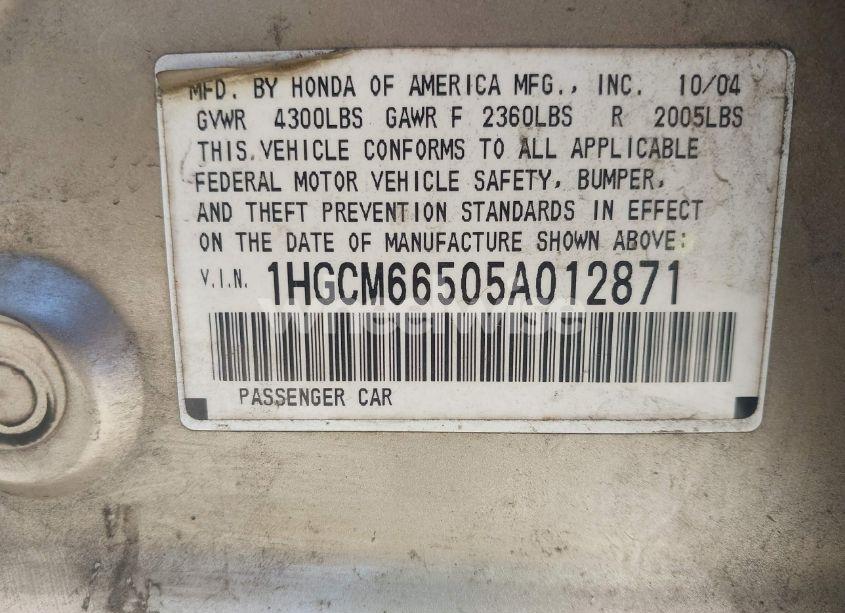 MFD. BY HONDA OF AMERICA MFG., INC. 10/04
GVWR 4300LBS GAWR F 2360LBS R 2005LBS
THIS VEHICLE CONFORMS TO ALL APPLICABLE
FEDERAL MOTOR VEHICLE SAFETY, BUMPER,
AND THEFT PREVENTION STANDARDS IN EFFECT
ON THE DATE OF MANUFACTURE SHOWN ABOVE:
V.I.N. 1HGCM66505A012871
wheelwise
PASSENGER CAR